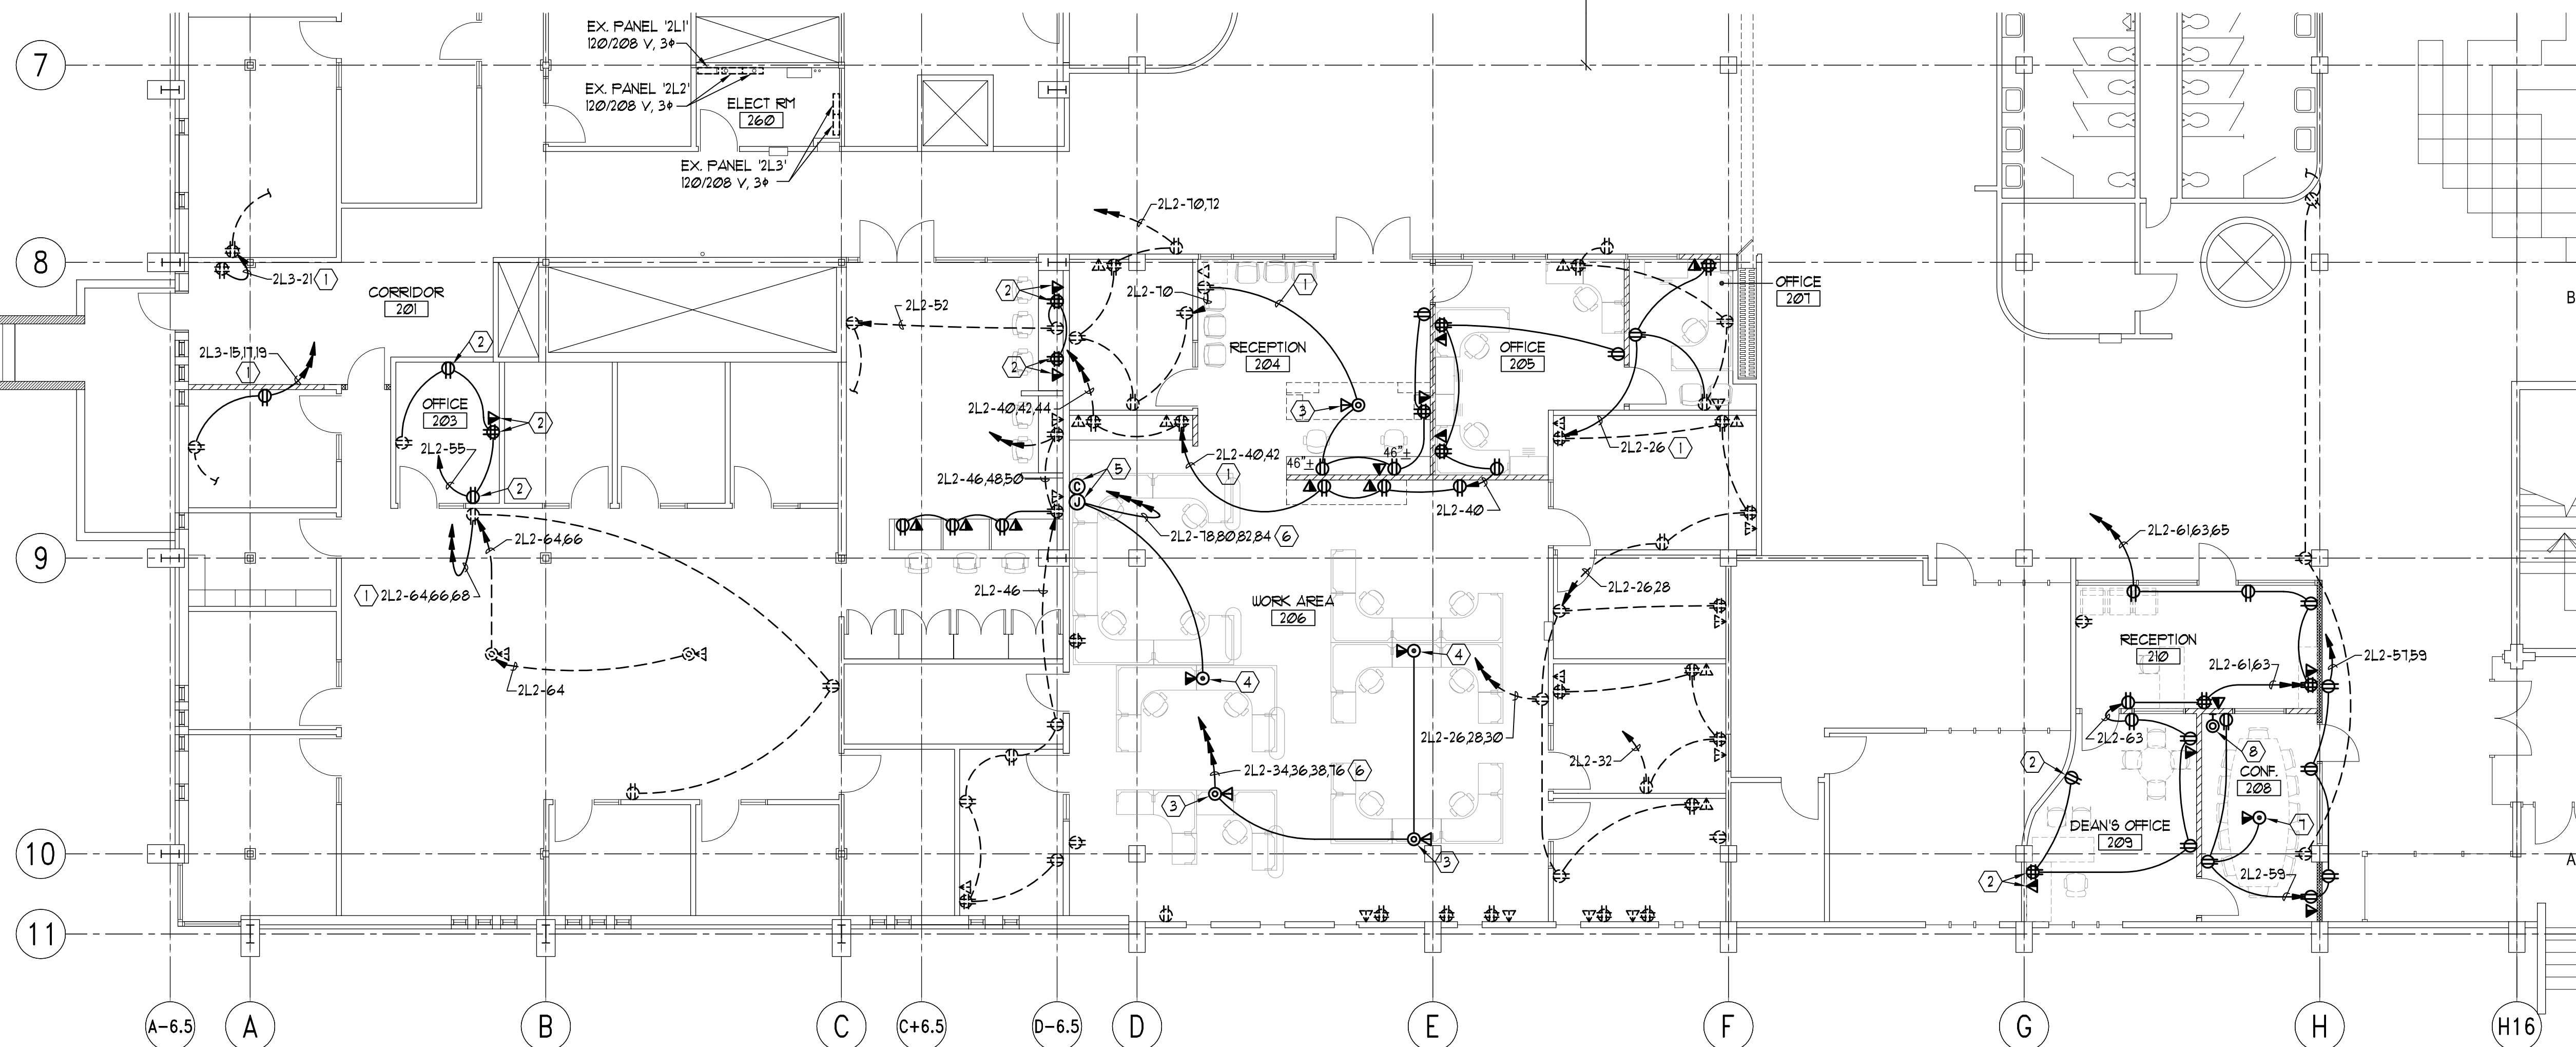 7
EX. PANEL '2L1'
120/208 V, 3ϕ
EX. PANEL '2L2'
120/208 V, 3ϕ
ELECT RM
260
EX. PANEL '2L3'
120/208 V, 3ϕ
2L2-70,72
8
2L3-21
1
CORRIDOR
201
2
2L2-52
2L2-70
1
OFFICE
207
B
2L3-15,17,19
1
2
2
RECEPTION
204
OFFICE
205
OFFICE
203
2
2L2-40,42,44
3
2L2-55
2L2-40,42
1
46"±
46"±
2L2-26
1
2
2L2-46,48,50
C
5
J
2L2-40
2L2-78,80,82,84
6
2L2-61,63,65
9
2L2-64,66
1
2L2-64,66,68
2L2-46
2L2-26,28
WORK AREA
206
RECEPTION
210
2L2-61,63
2L2-57,59
2L2-64
4
4
2L2-26,28,30
2L2-32
2L2-63
8
2
CONF.
208
2L2-34,36,38,76
6
3
3
7
DEAN'S OFFICE
209
10
A
2
2L2-59
11
A-6.5
A
B
C
C+6.5
D-6.5
D
E
F
G
H
H16